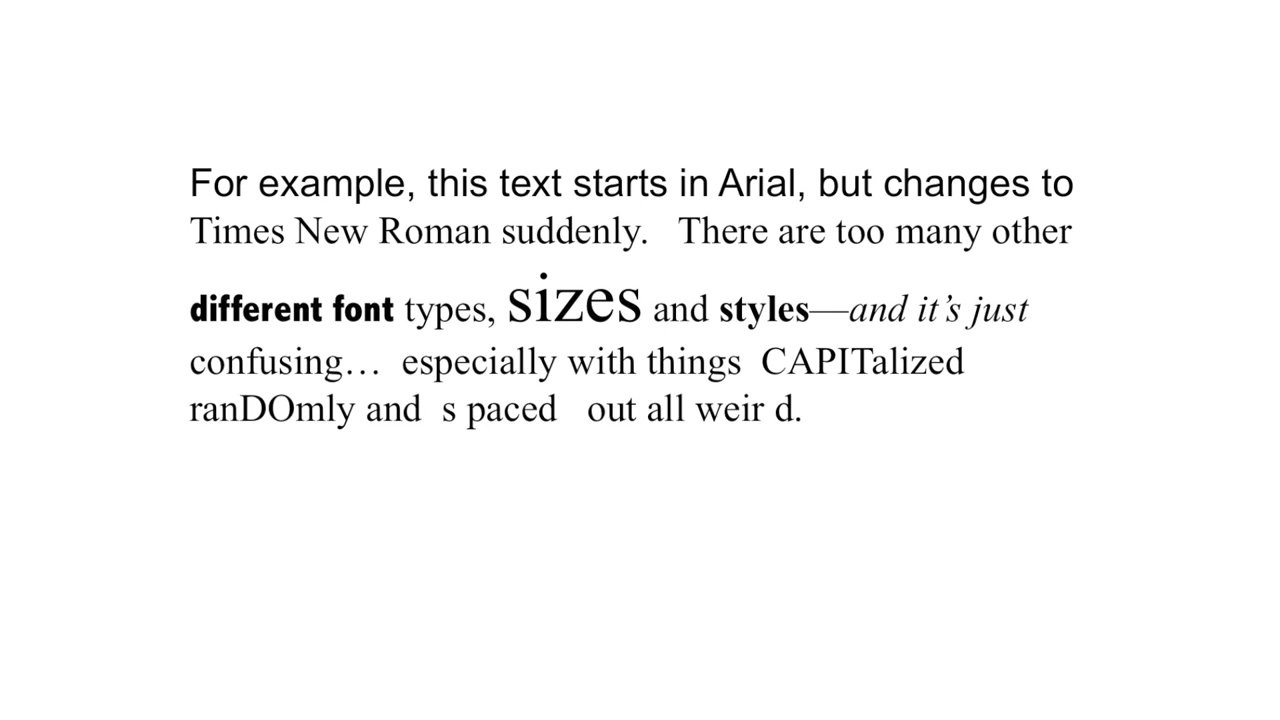 For example, this text starts in Arial, but changes to
Times New Roman suddenly.   There are too many other
different font types, sizes and styles—and it’s just
confusing…  especially with things  CAPITalized
ranDOmly and  s paced   out all weir d.